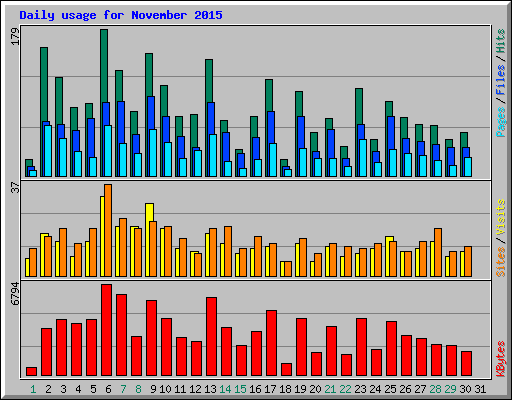 Daily usage for November 2015
179
Pages / Files / Hits
37
Sites / Visits
6794
KBytes
1 2 3 4 5 6 7 8 9 10 11 12 13 14 15 16 17 18 19 20 21 22 23 24 25 26 27 28 29 30 31